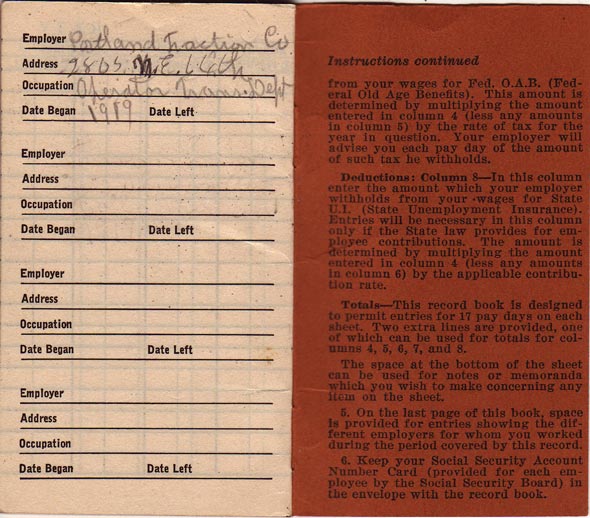 Employer Portland Traction Co
Address N.E.
Occupation Operator Trans. Dept
Date Began 1919 Date Left
Employer
Address
Occupation
Date Began Date Left
Employer
Address
Occupation
Date Began Date Left
Employer
Address
Occupation
Date Began Date Left
Instructions continued
from your wages for Fed. O.A.B. (Fed-
eral Old Age Benefits). This amount is
determined by multiplying the amount
entered in column 4 (less any amounts
in column 5) by the rate of tax for the
year in question. Your employer will
advise you each pay day of the amount
of such tax he withholds.
Deductions: Column 8—In this column
enter the amount which your employer
withholds from your wages for State
U.I. (State Unemployment Insurance).
Entries will be necessary in this column
only if the State law provides for em-
ployee contributions. The amount is
determined by multiplying the amount
entered in column 4 (less any amounts
in column 6) by the applicable contribu-
tion rate.
Totals—This record book is designed
to permit entries for 17 pay days on each
sheet. Two extra lines are provided, one
of which can be used for totals for col-
umns 4, 5, 6, 7, and 8.
The space at the bottom of the sheet
can be used for notes or memoranda
which you wish to make concerning any
item on the sheet.
5. On the last page of this book, space
is provided for entries showing the dif-
ferent employers for whom you worked
during the period covered by this record.
6. Keep your Social Security Account
Number Card (provided for each em-
ployee by the Social Security Board) in
the envelope with the record book.